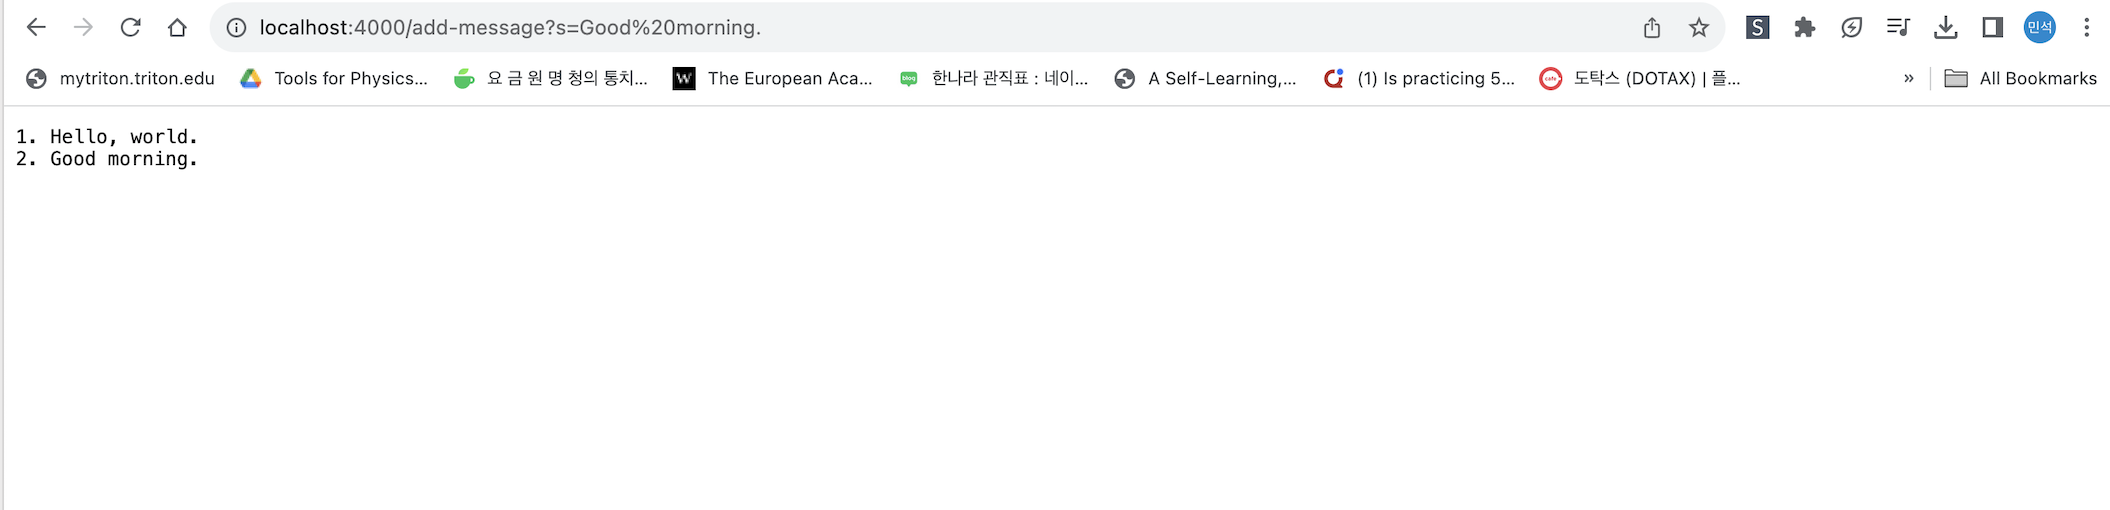 localhost:4000/add-message?s=Good%20morning.
S
민석
mytriton.triton.edu
Tools for Physics...
요 금 원 명 청의 통치...
W
The European Aca...
blog
한나라 관직표 : 네이...
A Self-Learning,...
(1) Is practicing 5...
cafe
도탁스 (DOTAX) | 플...
»
All Bookmarks
1. Hello, world.
2. Good morning.